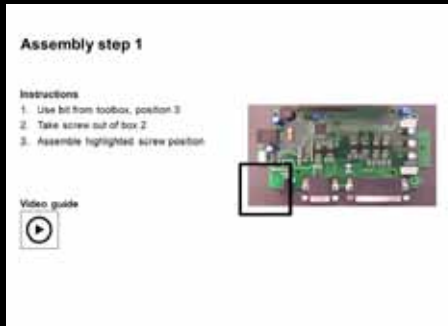 Assembly step 1
Instructions
1. Use bit from toolbox, position 3
2. Take screw out of box 2
3. Assemble highlighted screw position
Video guide